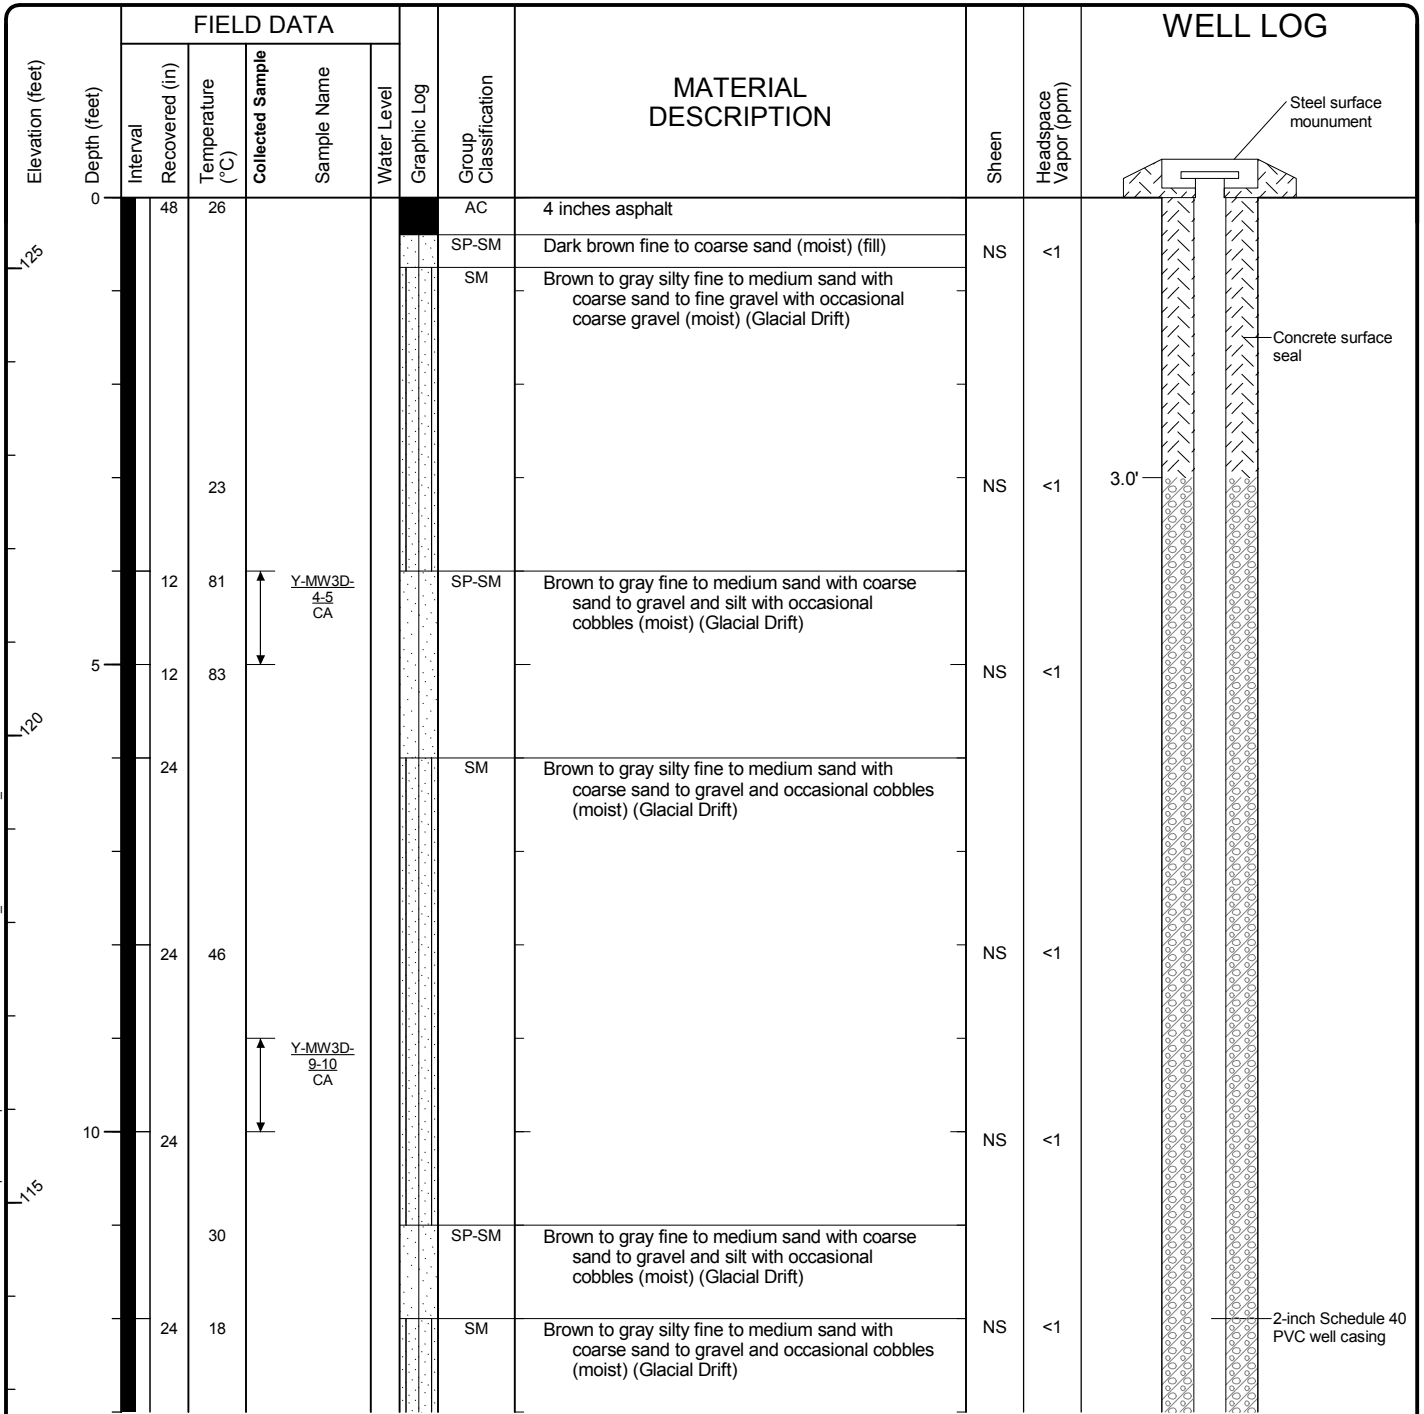 FIELD DATA
WELL LOG
Elevation (feet)
Depth (feet)
Interval
Recovered (in)
Temperature
(°C)
Collected Sample
Sample Name
Water Level
Graphic Log
Group
Classification
MATERIAL
DESCRIPTION
Sheen
Headspace
Vapor (ppm)
Steel surface
mounument
0
48
26
AC
4 inches asphalt
SP-SM
Dark brown fine to coarse sand (moist) (fill)
NS
<1
125
SM
Brown to gray silty fine to medium sand with
coarse sand to fine gravel with occasional
coarse gravel (moist) (Glacial Drift)
Concrete surface
seal
23
NS
<1
3.0'
12
81
Y-MW3D-
4-5
CA
SP-SM
Brown to gray fine to medium sand with coarse
sand to gravel and silt with occasional
cobbles (moist) (Glacial Drift)
5
12
83
NS
<1
120
24
SM
Brown to gray silty fine to medium sand with
coarse sand to gravel and occasional cobbles
(moist) (Glacial Drift)
24
46
NS
<1
Y-MW3D-
9-10
CA
10
24
NS
<1
115
30
SP-SM
Brown to gray fine to medium sand with coarse
sand to gravel and silt with occasional
cobbles (moist) (Glacial Drift)
24
18
SM
Brown to gray silty fine to medium sand with
coarse sand to gravel and occasional cobbles
(moist) (Glacial Drift)
NS
<1
2-inch Schedule 40
PVC well casing